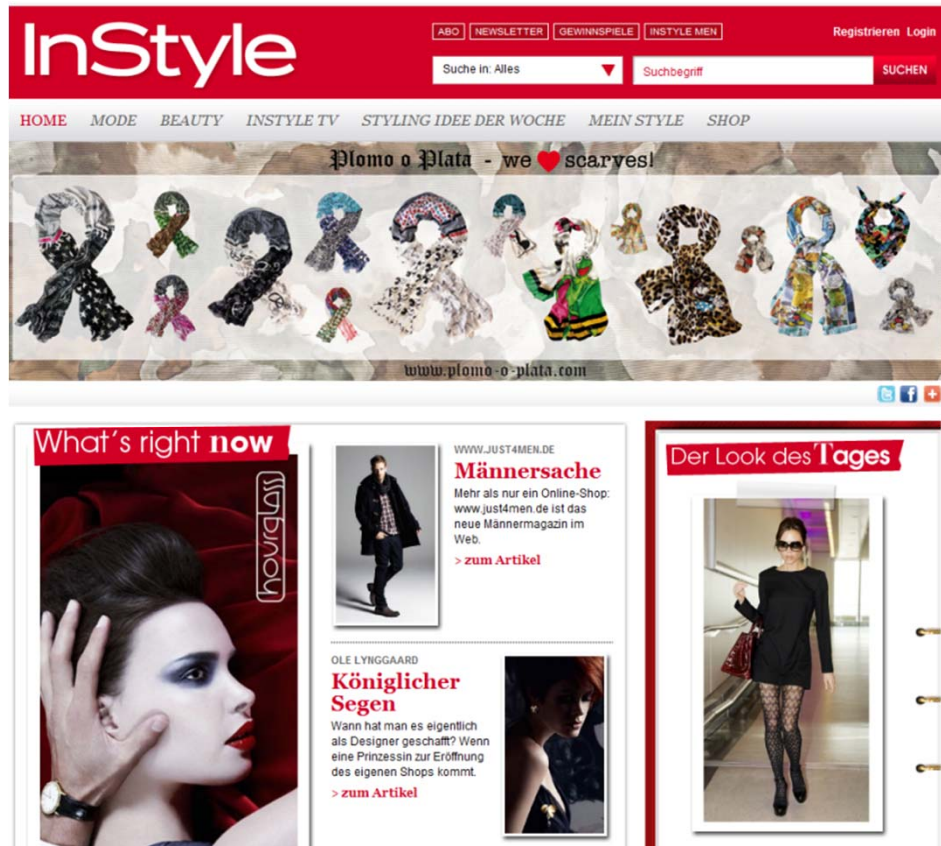 InStyle
ABO NEWSLETTER GEWINNSPIELE INSTYLE MEN
Registrieren Login
Suche in: Alles
Suchbegriff
SUCHEN
HOME MODE BEAUTY INSTYLE TV STYLING IDEE DER WOCHE MEIN STYLE SHOP
Plomo o Plata - we ❤ scarves!
www.plomo-o-plata.com
What's right now
hourglass
WWW.JUST4MEN.DE
Männersache
Mehr als nur ein Online-Shop:
www.just4men.de ist das
neue Männermagazin im
Web.
> zum Artikel
OLE LYNGGAARD
Königlicher
Segen
Wann hat man es eigentlich
als Designer geschafft? Wenn
eine Prinzessin zur Eröffnung
des eigenen Shops kommt.
> zum Artikel
Der Look des Tages